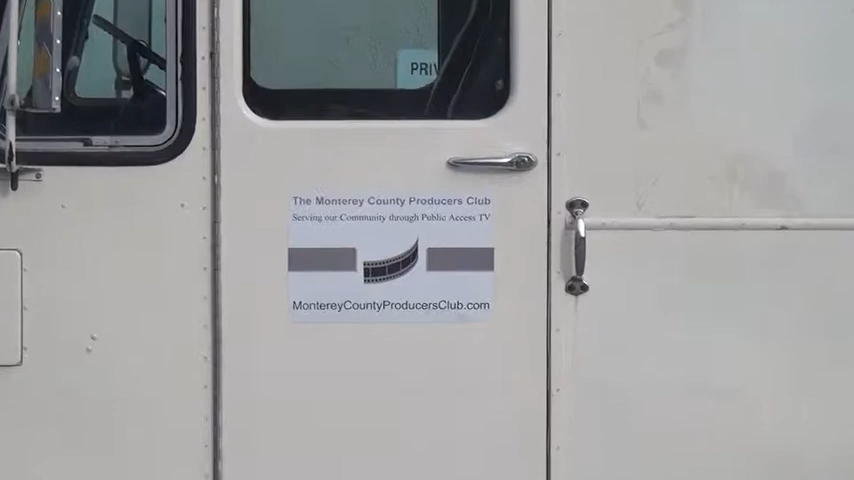 PRIV
The Monterey County Producers Club
Serving our Community through Public Access TV
MontereyCountyProducersClub.com